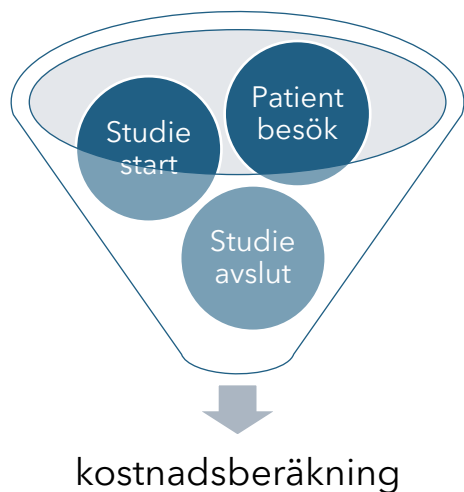 Patient
besök
Studie
start
Studie
avslut
kostnadsberäkning